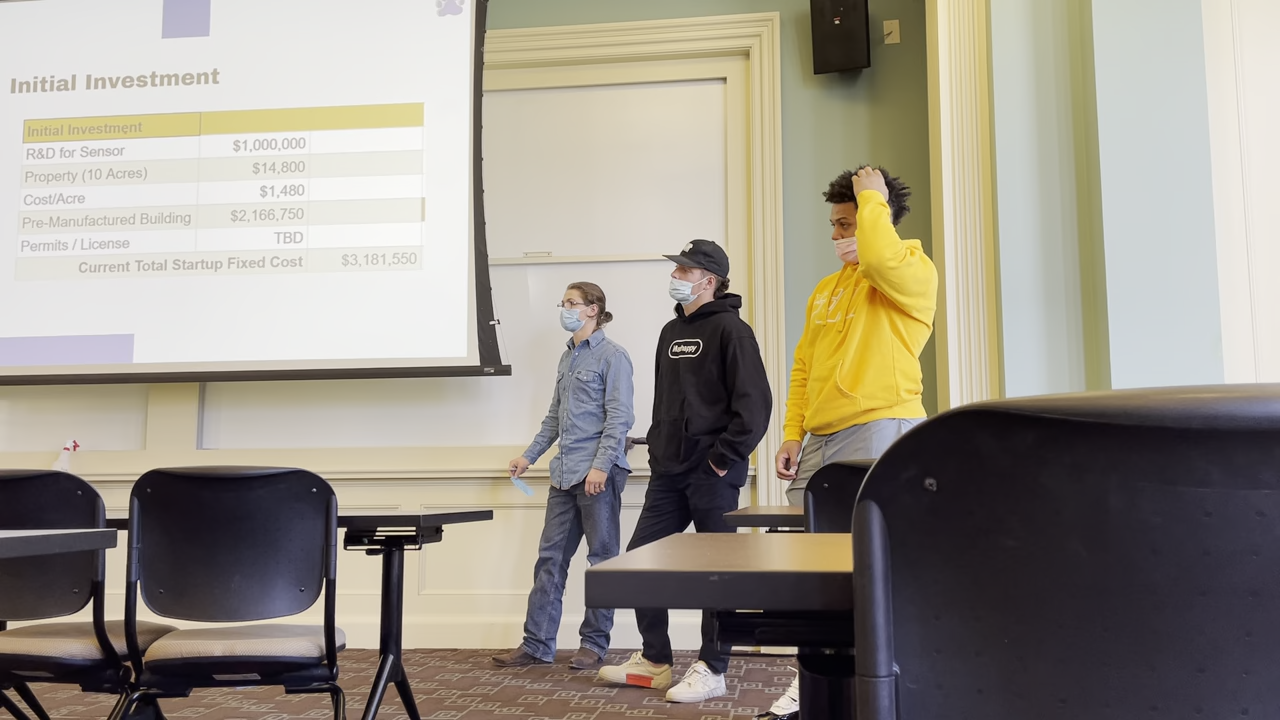 Initial Investment
Initial Investment
R&D for Sensor $1,000,000
Property (10 Acres) $14,800
Cost/Acre $1,480
Pre-Manufactured Building $2,166,750
Permits / License TBD
Current Total Startup Fixed Cost $3,181,550